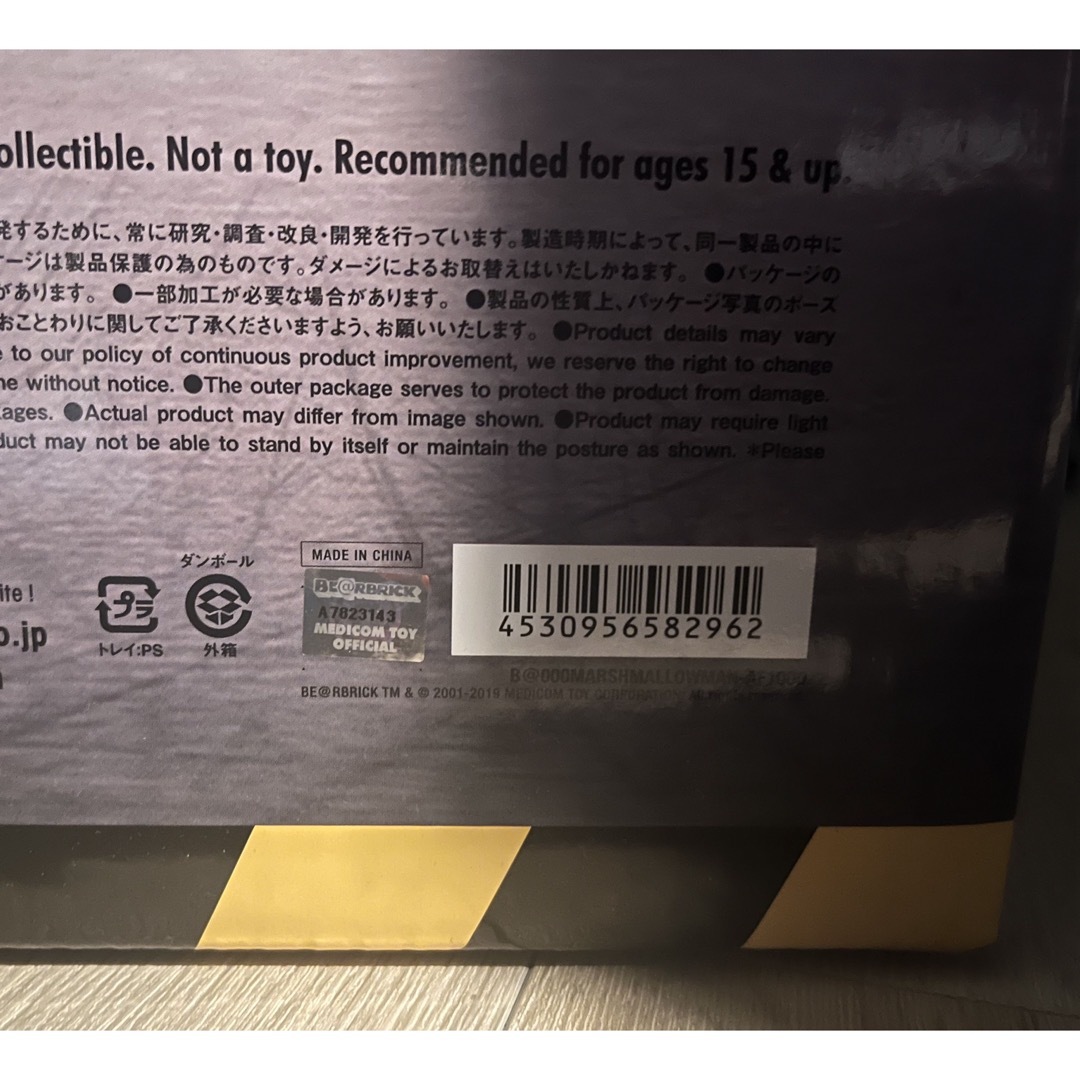 ollectible. Not a toy. Recommended for ages 15 & up.
発するために、常に研究・調査・改良・開発を行っています。製造時期によって、同一製品の中に
ケージは製品保護の為のものです。ダメージによるお取替えはいたしかねます。 ●パッケージの
があります。 ●一部加工が必要な場合があります。 ●製品の性質上、パッケージ写真のポーズ
おことわりに関してご了承くださいますよう、お願いいたします。 ●Product details may vary
e to our policy of continuous product improvement, we reserve the right to change
ne without notice. ●The outer package serves to protect the product from damage.
kages. ●Actual product may differ from image shown. ●Product may require light
duct may not be able to stand by itself or maintain the posture as shown. *Please
ite !
o.jp
プラ
トレイ:PS
ダンボール
外箱
MADE IN CHINA
BE@RBRICK
A7823143
MEDICOM TOY
OFFICIAL
4530956582962
B@000MARSHMALLOWMAN-AF1000
BE@RBRICK TM & © 2001-2019 MEDICOM TOY CORPORATION.